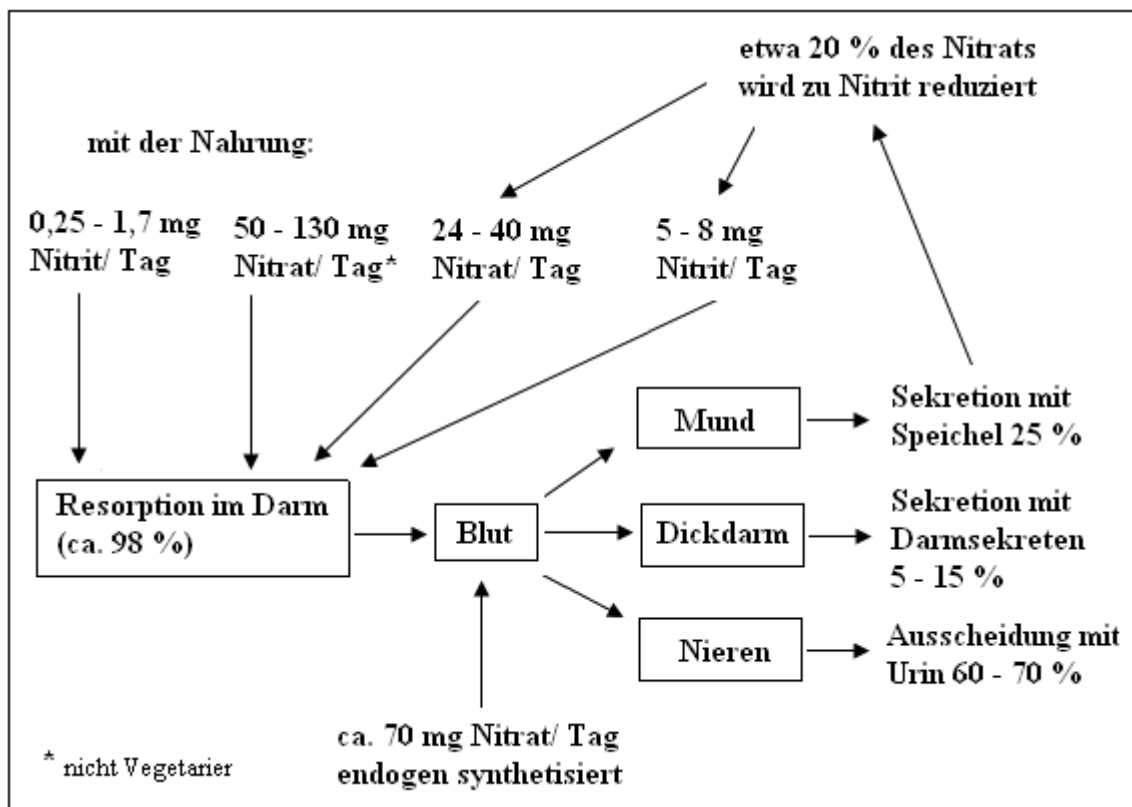 etwa 20 % des Nitrats
wird zu Nitrit reduziert
mit der Nahrung:
0,25 - 1,7 mg
Nitrit/ Tag
50 - 130 mg
Nitrat/ Tag*
24 - 40 mg
Nitrat/ Tag
5 - 8 mg
Nitrit/ Tag
Resorption im Darm
(ca. 98 %)
Blut
Mund
Sekretion mit
Speichel 25 %
Dickdarm
Sekretion mit
Darmsekreten
5 - 15 %
Nieren
Ausscheidung mit
Urin 60 - 70 %
ca. 70 mg Nitrat/ Tag
endogen synthetisiert
* nicht Vegetarier